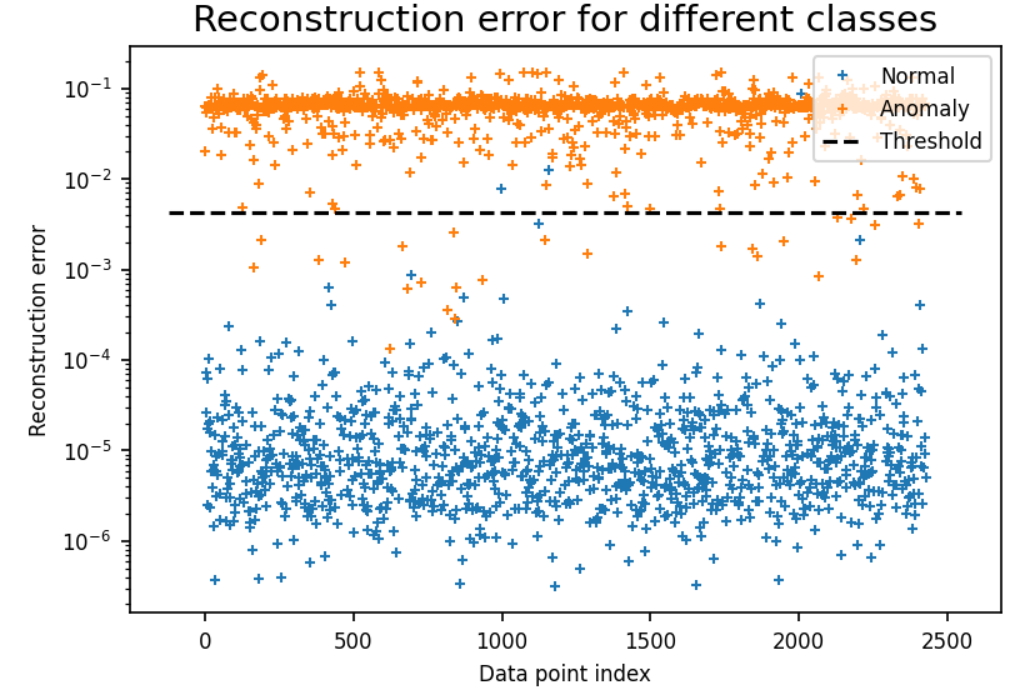 Reconstruction error for different classes
Reconstruction error
10⁻¹
10⁻²
10⁻³
10⁻⁴
10⁻⁵
10⁻⁶
Normal
Anomaly
Threshold
0 500 1000 1500 2000 2500
Data point index